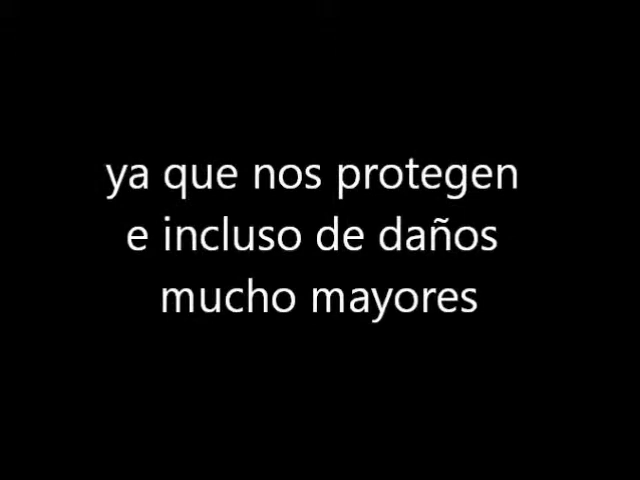 ya que nos protegen
e incluso de daños
mucho mayores